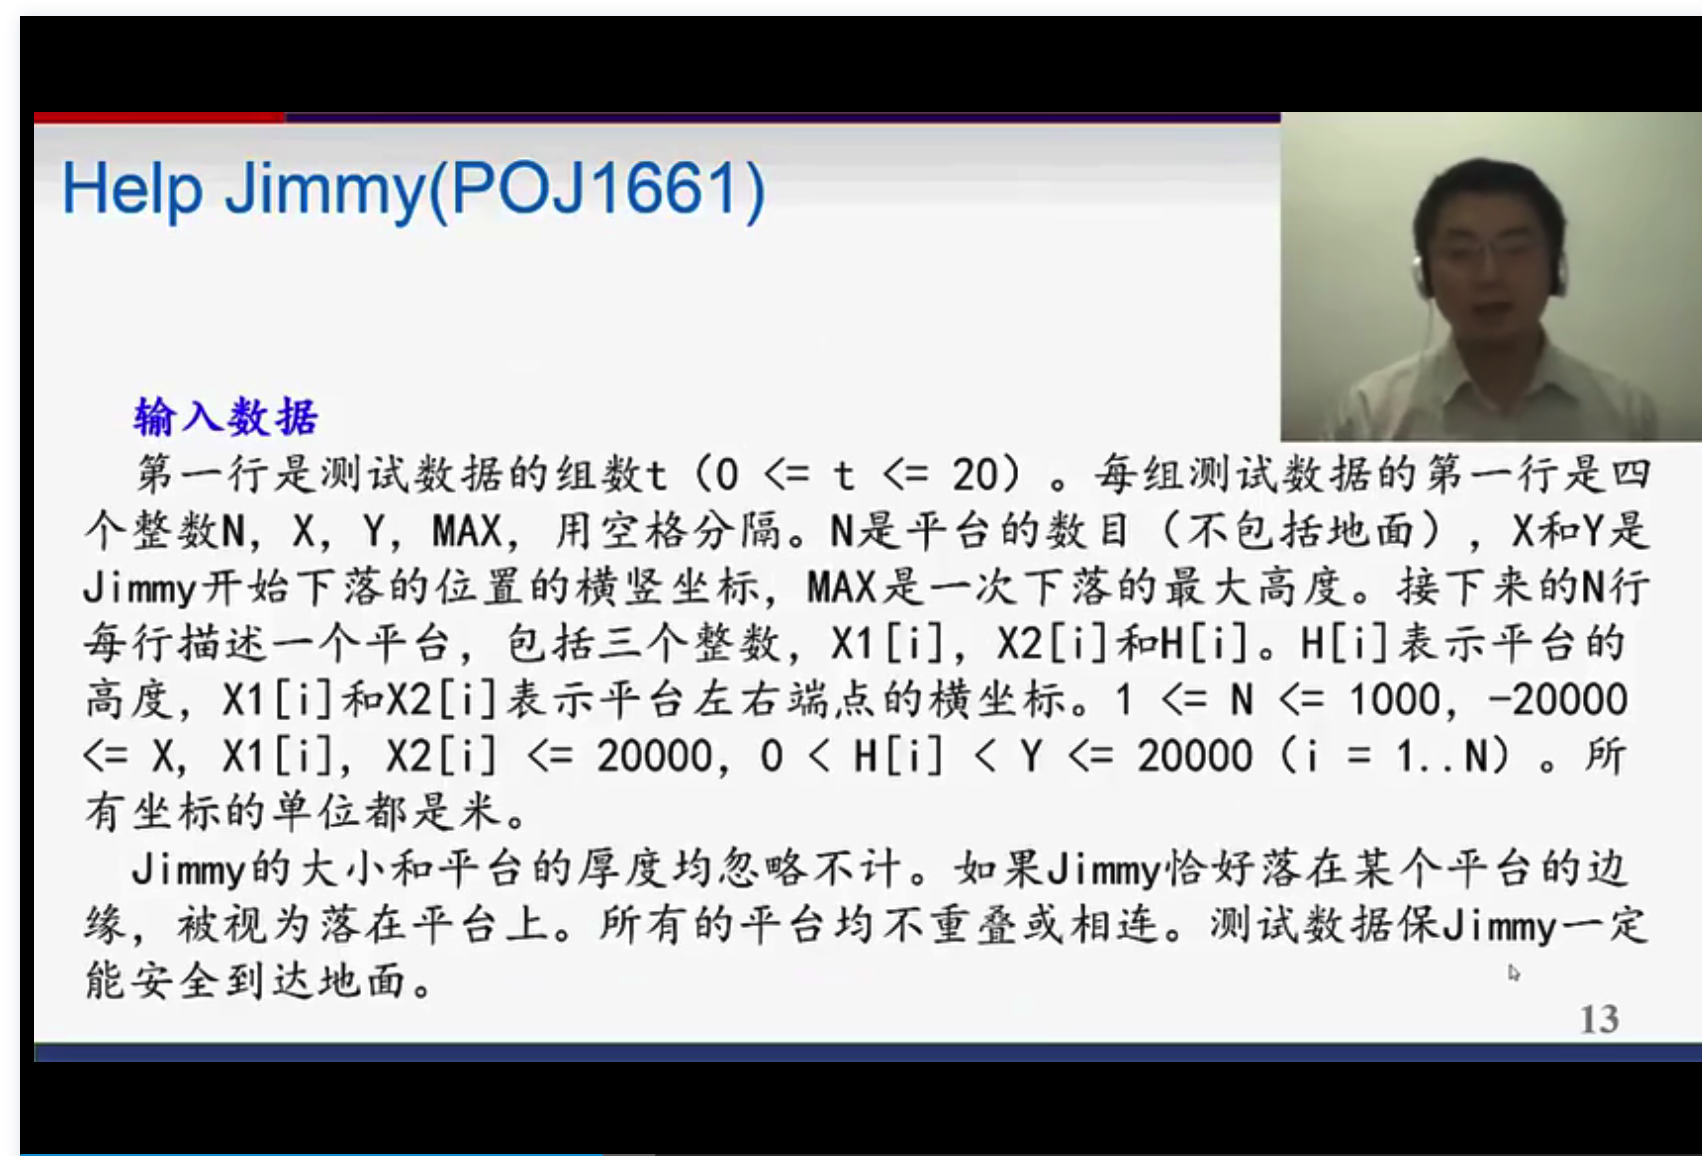 Help Jimmy(POJ1661)
输入数据
第一行是测试数据的组数t（0 <= t <= 20）。每组测试数据的第一行是四
个整数N，X，Y，MAX，用空格分隔。N是平台的数目（不包括地面），X和Y是
Jimmy开始下落的位置的横竖坐标，MAX是一次下落的最大高度。接下来的N行
每行描述一个平台，包括三个整数，X1[i]，X2[i]和H[i]。H[i]表示平台的
高度，X1[i]和X2[i]表示平台左右端点的横坐标。1 <= N <= 1000，-20000
<= X, X1[i], X2[i] <= 20000，0 < H[i] < Y <= 20000（i = 1..N）。所
有坐标的单位都是米。
Jimmy的大小和平台的厚度均忽略不计。如果Jimmy恰好落在某个平台的边
缘，被视为落在平台上。所有的平台均不重叠或相连。测试数据保Jimmy一定
能安全到达地面。
13